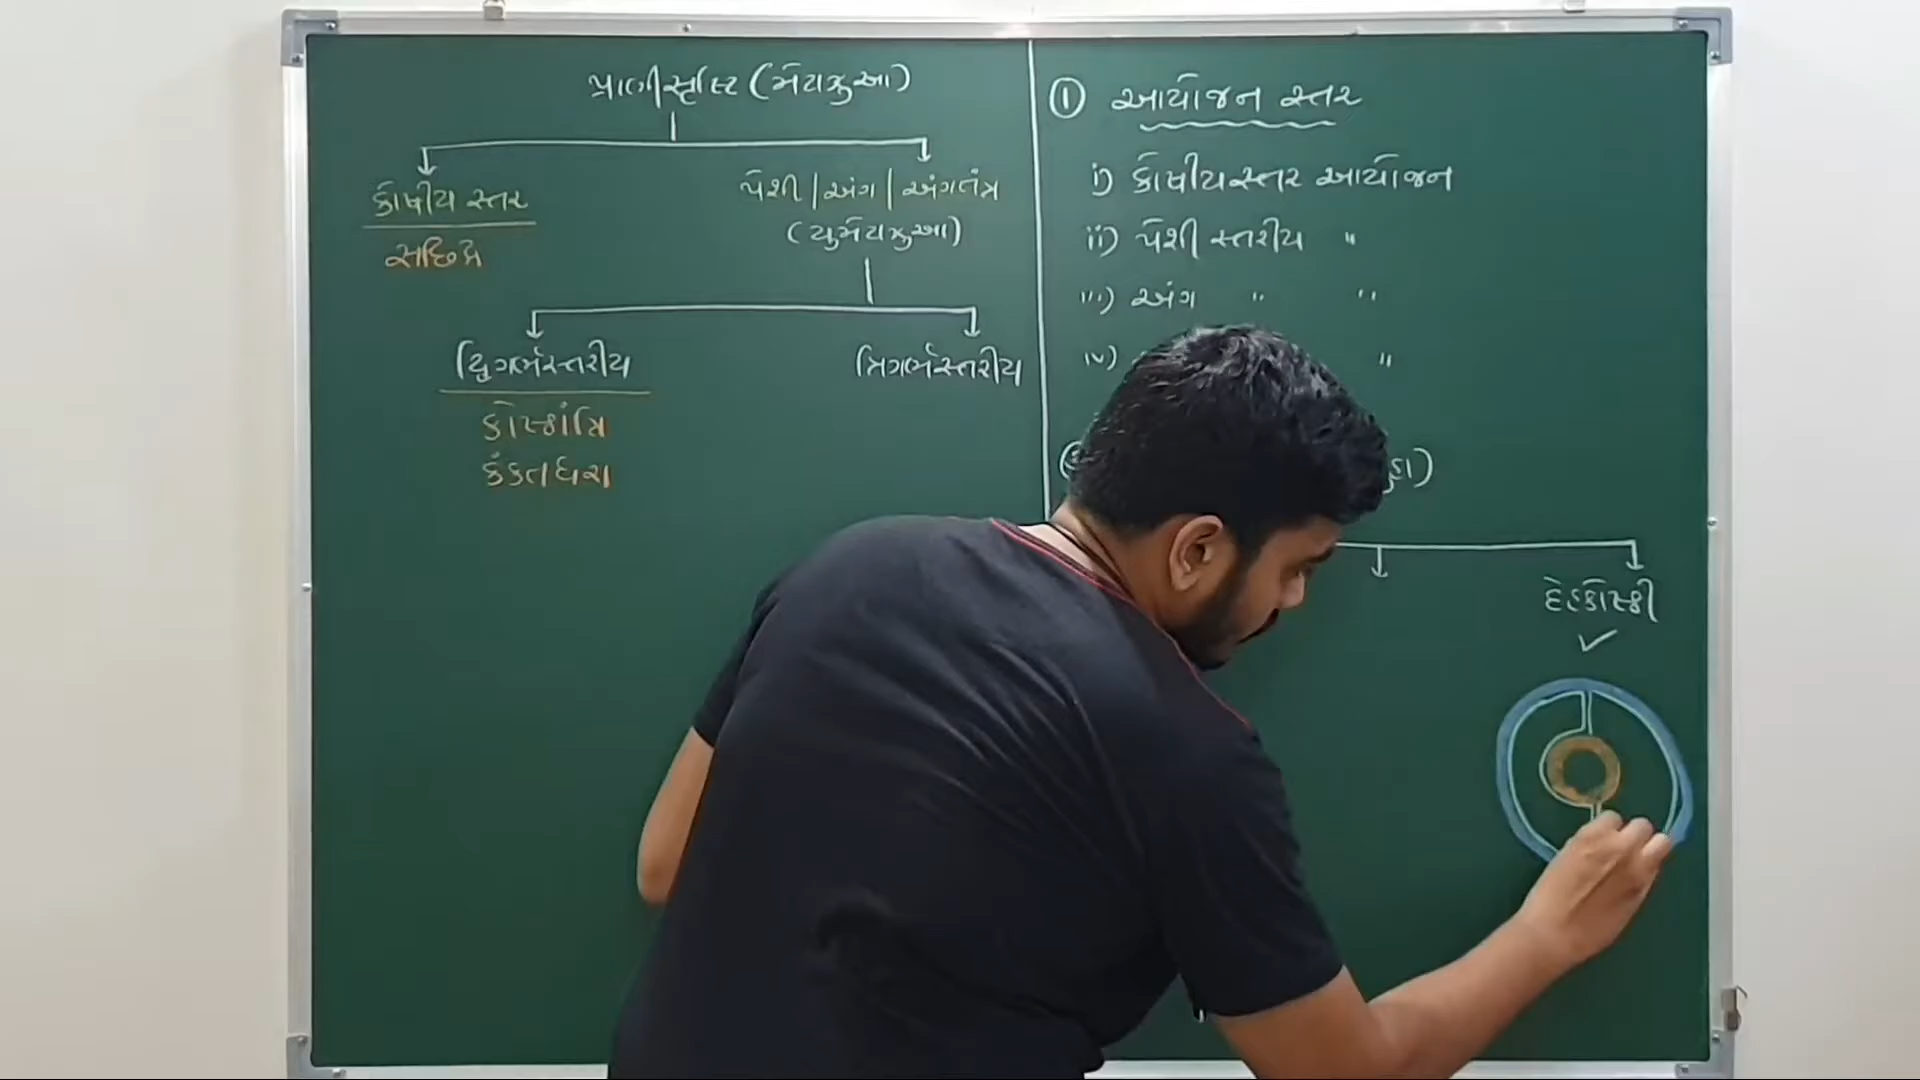 પ્રાણીસૃષ્ટિ (મેટાઝુઆ)
કોષીય સ્તર
સછિદ્ર
પેશી | અંગ | અંગતંત્ર
(યુમેટાઝુઆ)
દ્વિગર્ભસ્તરીય
કોષ્ઠાંત્રિ
કંકતધરા
ત્રિગર્ભસ્તરીય
① આયોજન સ્તર
i) કોષીયસ્તર આયોજન
ii) પેશી સ્તરીય "
iii) અંગ " "
iv) "
દેહકોષ્ઠી